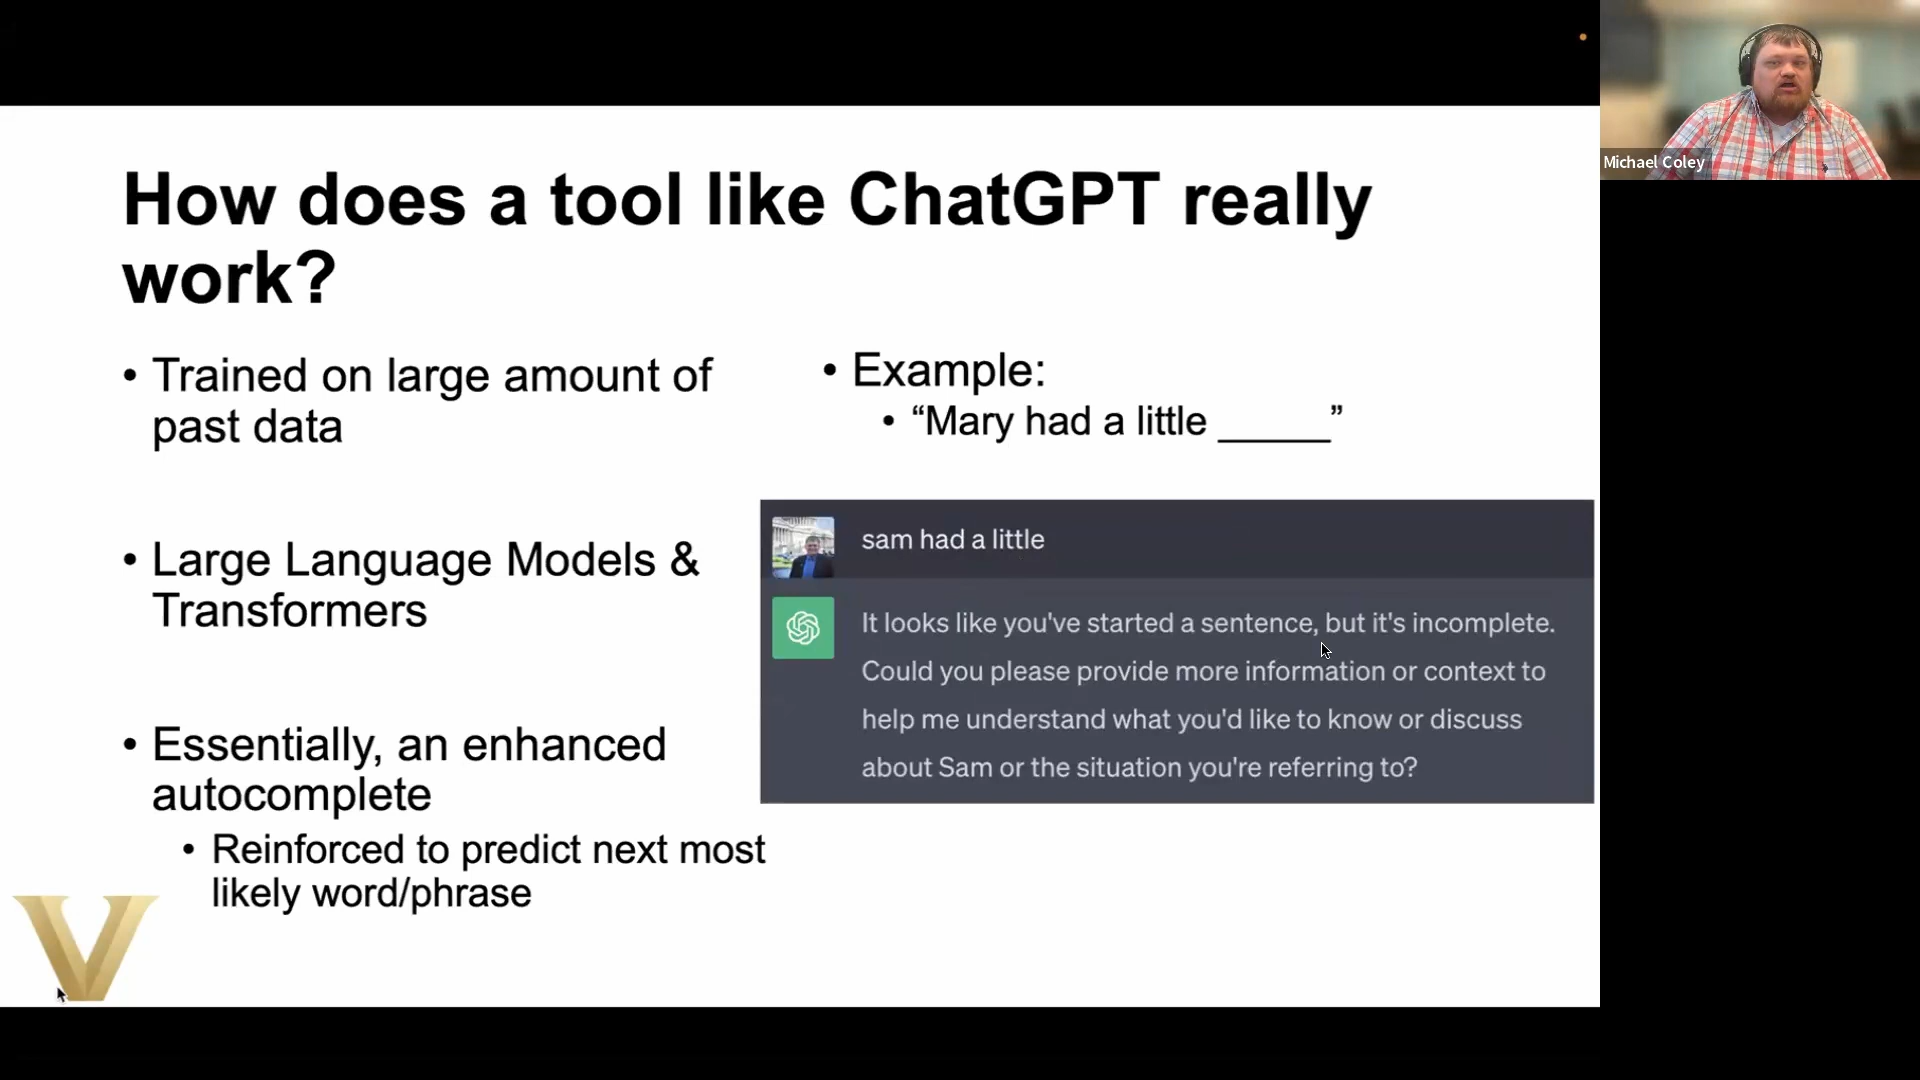 How does a tool like ChatGPT really
work?
• Trained on large amount of
past data
• Large Language Models &
Transformers
• Essentially, an enhanced
autocomplete
• Reinforced to predict next most
likely word/phrase
• Example:
• “Mary had a little _____”
sam had a little
It looks like you've started a sentence, but it's incomplete.
Could you please provide more information or context to
help me understand what you'd like to know or discuss
about Sam or the situation you're referring to?
V
Michael Coley